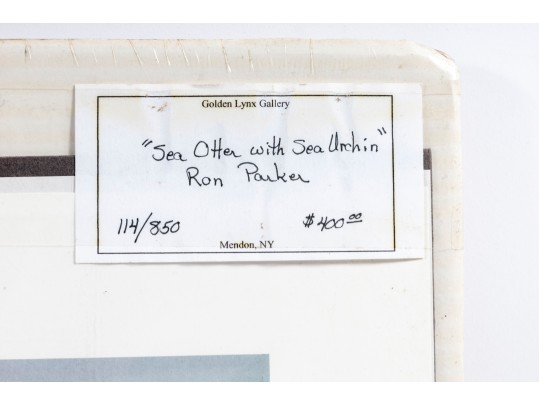 Golden Lynx Gallery
"Sea Otter with Sea Urchin"
Ron Parker
114/850 $400.00
Mendon, NY